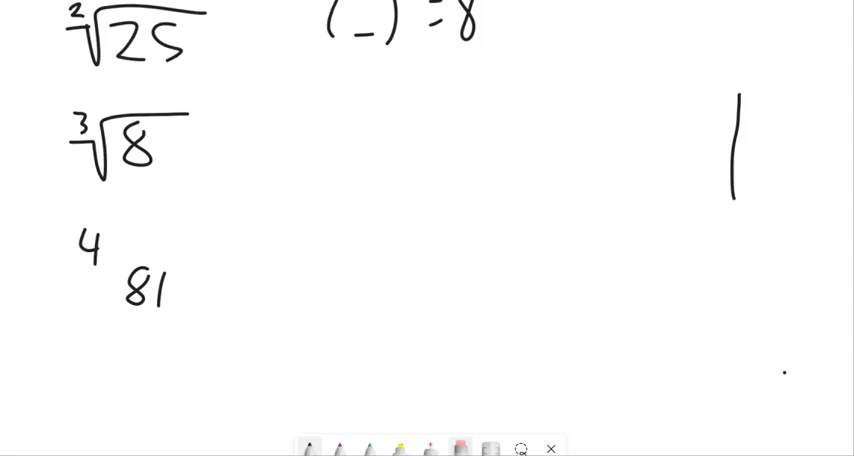 ²√25 (_) = 8
³√8
4
81